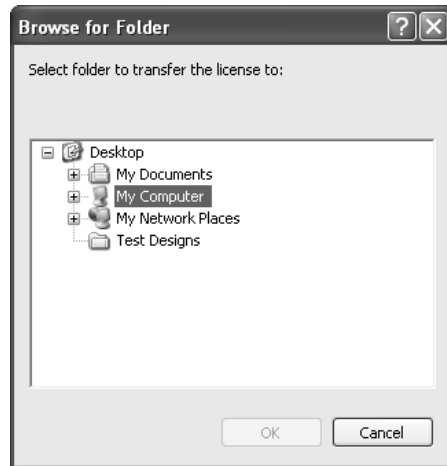 Browse for Folder
Select folder to transfer the license to:
Desktop
My Documents
My Computer
My Network Places
Test Designs
OK
Cancel